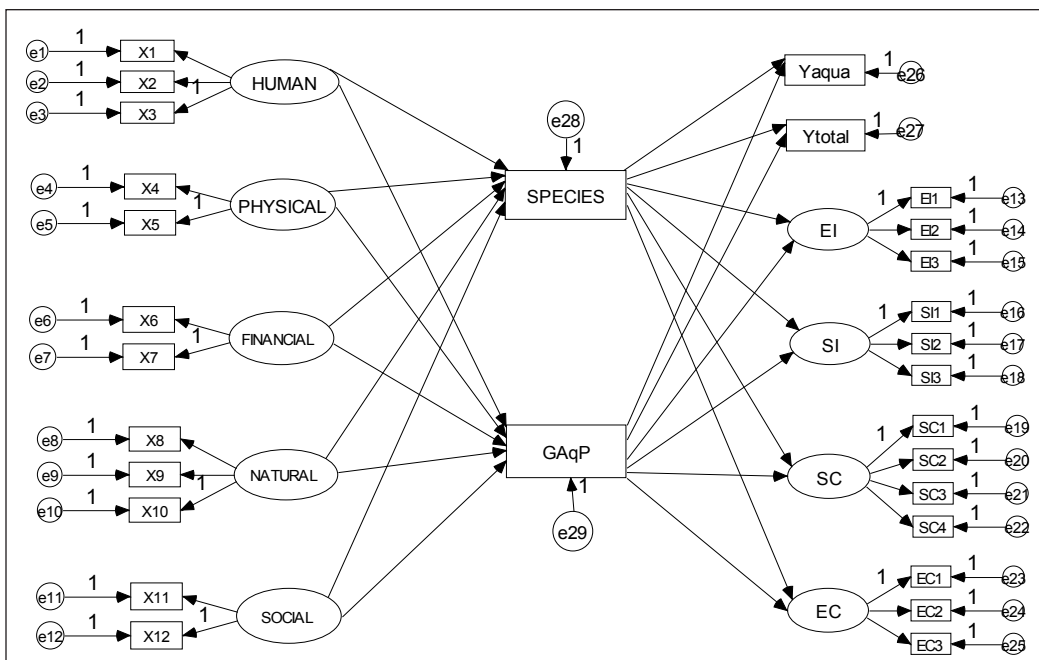 e1 1 X1
e2 1 X2
e3 1 X3
1
HUMAN
e4 1 X4
e5 1 X5
1
PHYSICAL
e6 1 X6
e7 1 X7
1
FINANCIAL
e8 1 X8
e9 1 X9
e10 1 X10
1
NATURAL
e11 1 X11
e12 1 X12
1
SOCIAL
e28
1
SPECIES
GAqP
1
e29
Yaqua 1 e26
Ytotal 1 e27
EI
1 EI1 1 e13
EI2 1 e14
EI3 1 e15
SI
1 SI1 1 e16
SI2 1 e17
SI3 1 e18
SC
1 SC1 1 e19
SC2 1 e20
SC3 1 e21
SC4 1 e22
EC
1 EC1 1 e23
EC2 1 e24
EC3 1 e25